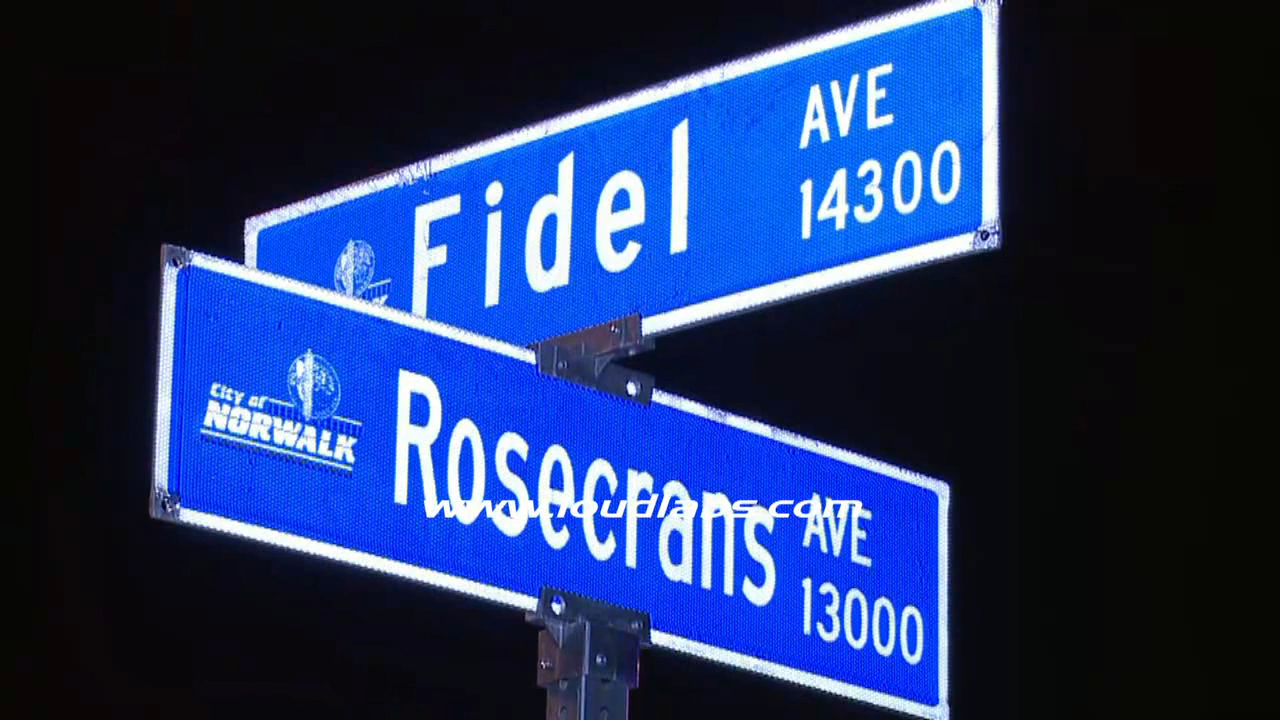 Fidel AVE
14300
City of
NORWALK
Rosecrans AVE
13000
www.loudlabs.com